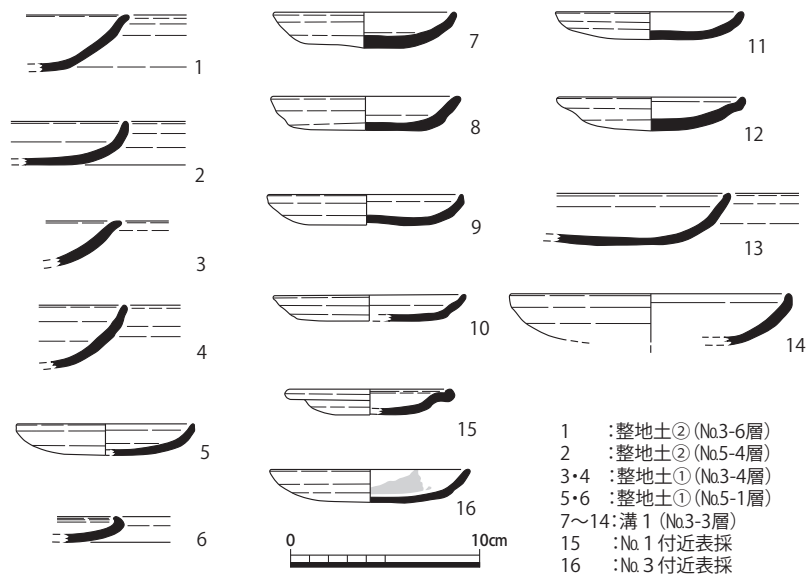 1
2
3
4
5
6
7
8
9
10
15
16
11
12
13
14
0 10cm
1 :整地土②(№3-6層)
2 :整地土②(№5-4層)
3・4 :整地土①(№3-4層)
5・6 :整地土①(№5-1層)
7〜14:溝1(№3-3層)
15 :№1付近表採
16 :№3付近表採